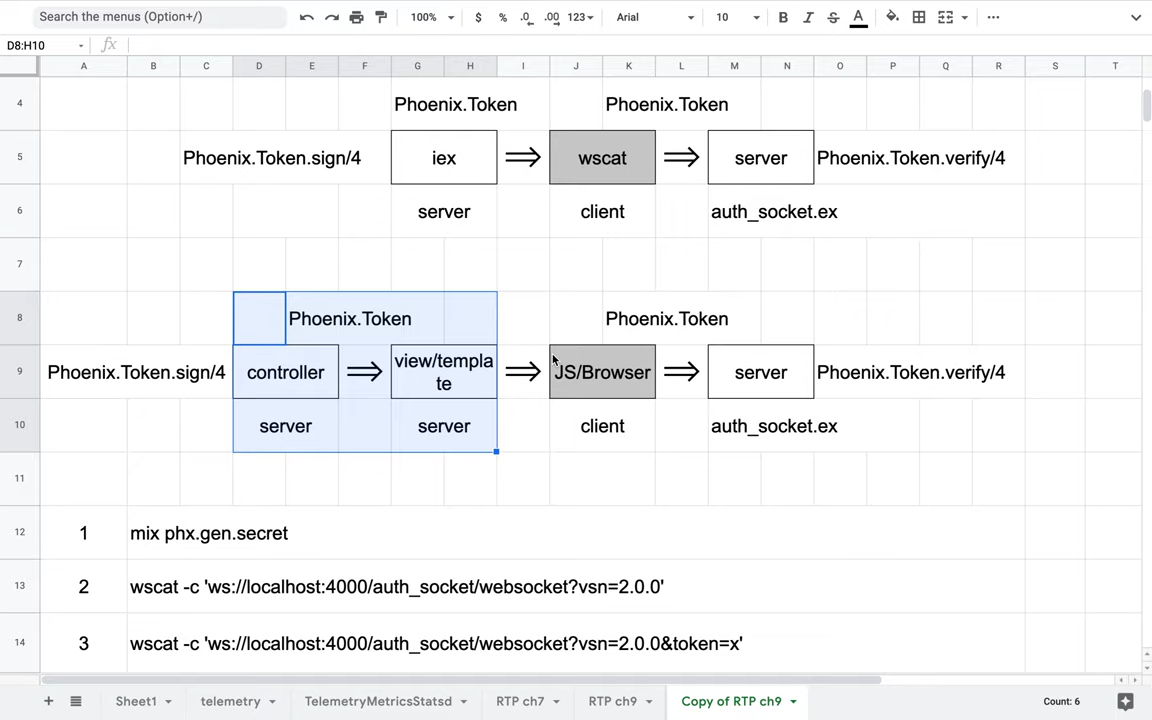 Search the menus (Option+/)
100%
$ % .0 .00 123
Arial
10
B I S A
D8:H10
fx
A B C D E F G H I J K L M N O P Q R S T
4
Phoenix.Token
Phoenix.Token
5
Phoenix.Token.sign/4
iex
⇒
wscat
⇒
server
Phoenix.Token.verify/4
6
server
client
auth_socket.ex
7
8
Phoenix.Token
Phoenix.Token
9
Phoenix.Token.sign/4
controller
⇒
view/templa
te
⇒
JS/Browser
⇒
server
Phoenix.Token.verify/4
10
server
server
client
auth_socket.ex
11
12
1
mix phx.gen.secret
13
2
wscat -c 'ws://localhost:4000/auth_socket/websocket?vsn=2.0.0'
14
3
wscat -c 'ws://localhost:4000/auth_socket/websocket?vsn=2.0.0&token=x'
Sheet1
telemetry
TelemetryMetricsStatsd
RTP ch7
RTP ch9
Copy of RTP ch9
Count: 6